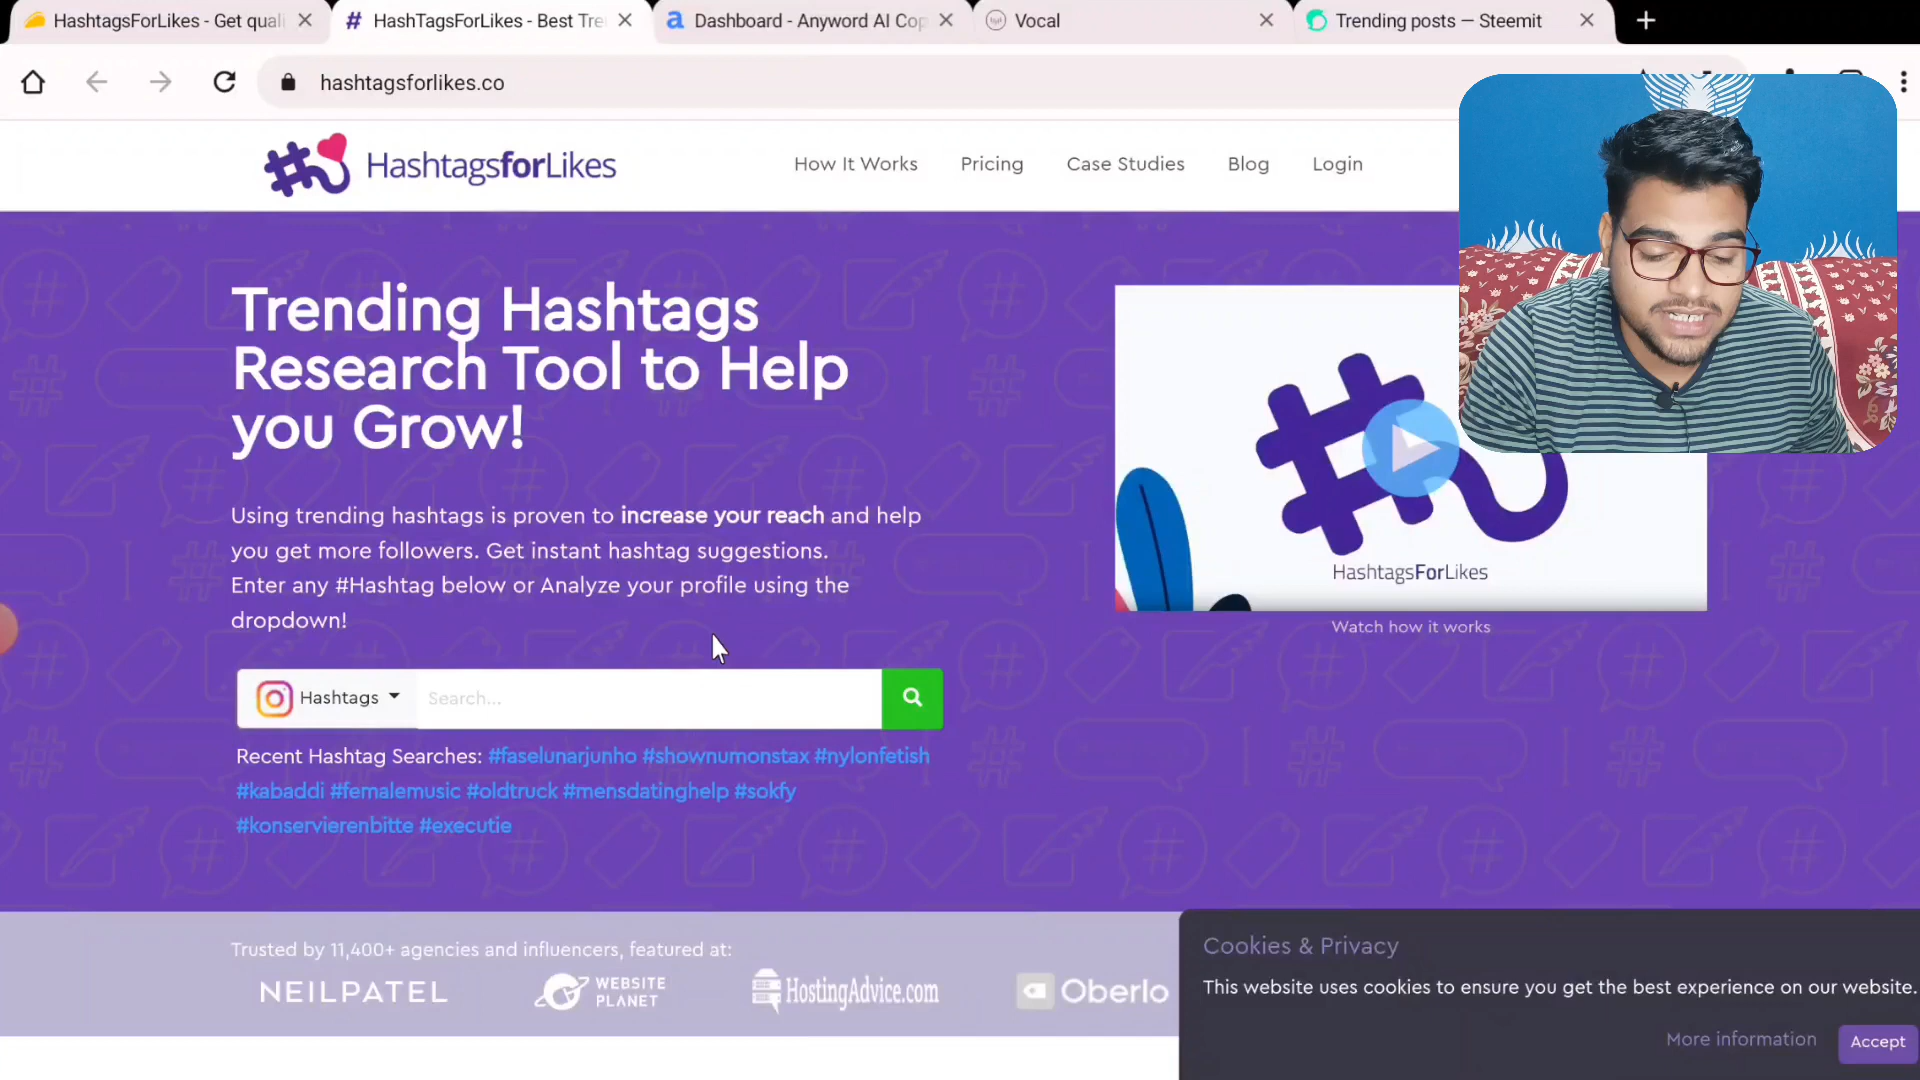 HashtagsForLikes - Get quali
HashTagsForLikes - Best Tre
Dashboard - Anyword AI Cop
Vocal
Trending posts — Steemit
hashtagsforlikes.co
HashtagsforLikes
How It Works
Pricing
Case Studies
Blog
Login
Trending Hashtags
Research Tool to Help
you Grow!
Using trending hashtags is proven to increase your reach and help
you get more followers. Get instant hashtag suggestions.
Enter any #Hashtag below or Analyze your profile using the
dropdown!
HashtagsForLikes
Watch how it works
Hashtags
Search...
Recent Hashtag Searches: #faselunarjunho #shownumonstax #nylonfetish
#kabaddi #femalemusic #oldtruck #mensdatinghelp #sokfy
#konservierenbitte #executie
Trusted by 11,400+ agencies and influencers, featured at:
NEILPATEL
WEBSITE
PLANET
HostingAdvice.com
Oberlo
Cookies & Privacy
This website uses cookies to ensure you get the best experience on our website.
More information
Accept